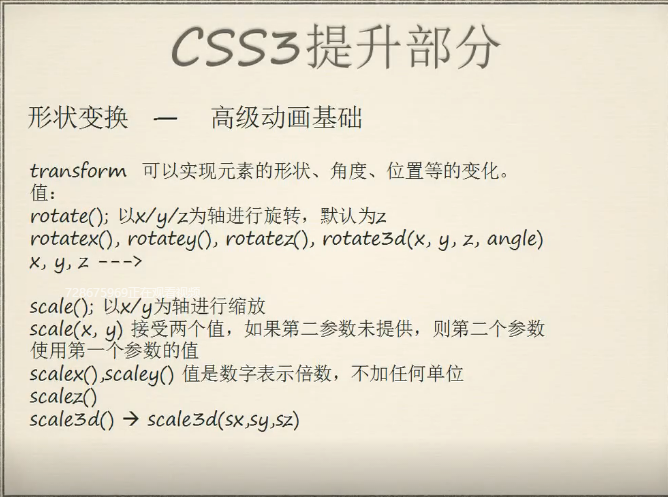 CSS3提升部分
形状变换 — 高级动画基础
transform 可以实现元素的形状、角度、位置等的变化。
值：
rotate(); 以x/y/z为轴进行旋转，默认为z
rotatex(), rotatey(), rotatez(), rotate3d(x, y, z, angle)
x, y, z --->
scale(); 以x/y为轴进行缩放
scale(x, y) 接受两个值，如果第二参数未提供，则第二个参数
使用第一个参数的值
scalex(),scaley() 值是数字表示倍数，不加任何单位
scalez()
scale3d() → scale3d(sx,sy,sz)